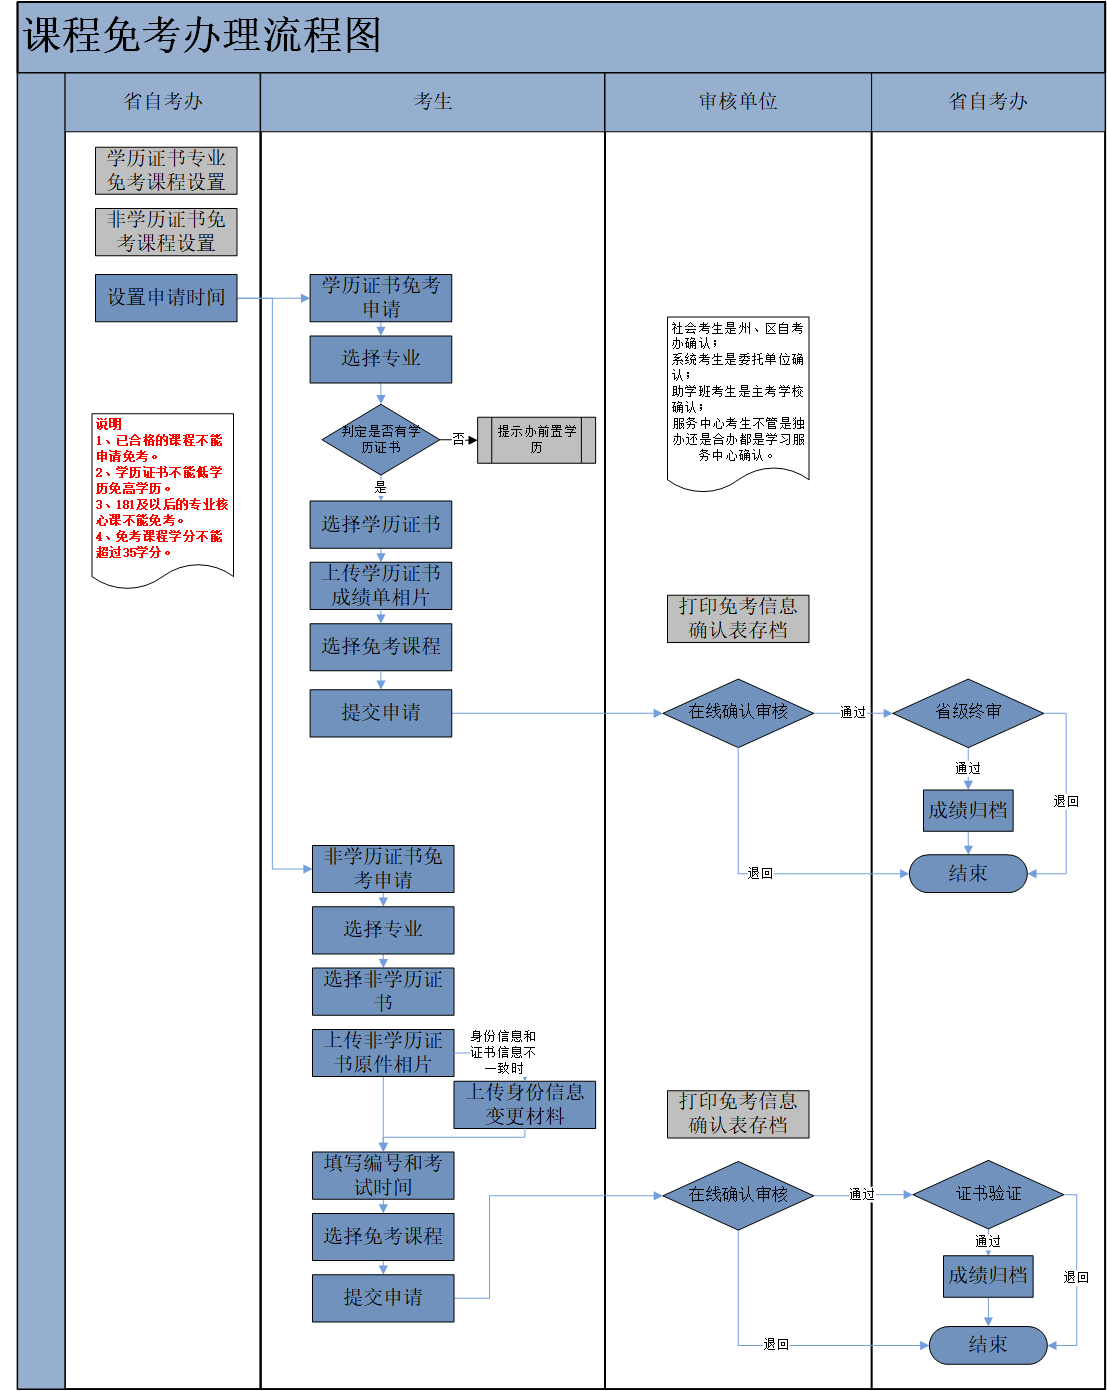 课程免考办理流程图
省自考办
考生
审核单位
省自考办
学历证书专业
免考课程设置
非学历证书免
考课程设置
设置申请时间
说明
1、已合格的课程不能
申请免考。
2、学历证书不能低学
历免高学历。
3、181及以后的专业核
心课不能免考。
4、免考课程学分不能
超过35学分。
学历证书免考
申请
选择专业
判定是否有学
历证书
否
提示办前置学
历
是
选择学历证书
上传学历证书
成绩单相片
选择免考课程
提交申请
社会考生是州、区自考
办确认；
系统考生是委托单位确
认；
助学班考生是主考学校
确认；
服务中心考生不管是独
办还是合办都是学习服
务中心确认。
打印免考信息
确认表存档
在线确认审核
通过
省级终审
通过
退回
成绩归档
退回
结束
非学历证书免
考申请
选择专业
选择非学历证
书
上传非学历证
书原件相片
身份信息和
证书信息不
一致时
上传身份信息
变更材料
填写编号和考
试时间
选择免考课程
提交申请
打印免考信息
确认表存档
在线确认审核
通过
证书验证
通过
退回
成绩归档
退回
结束